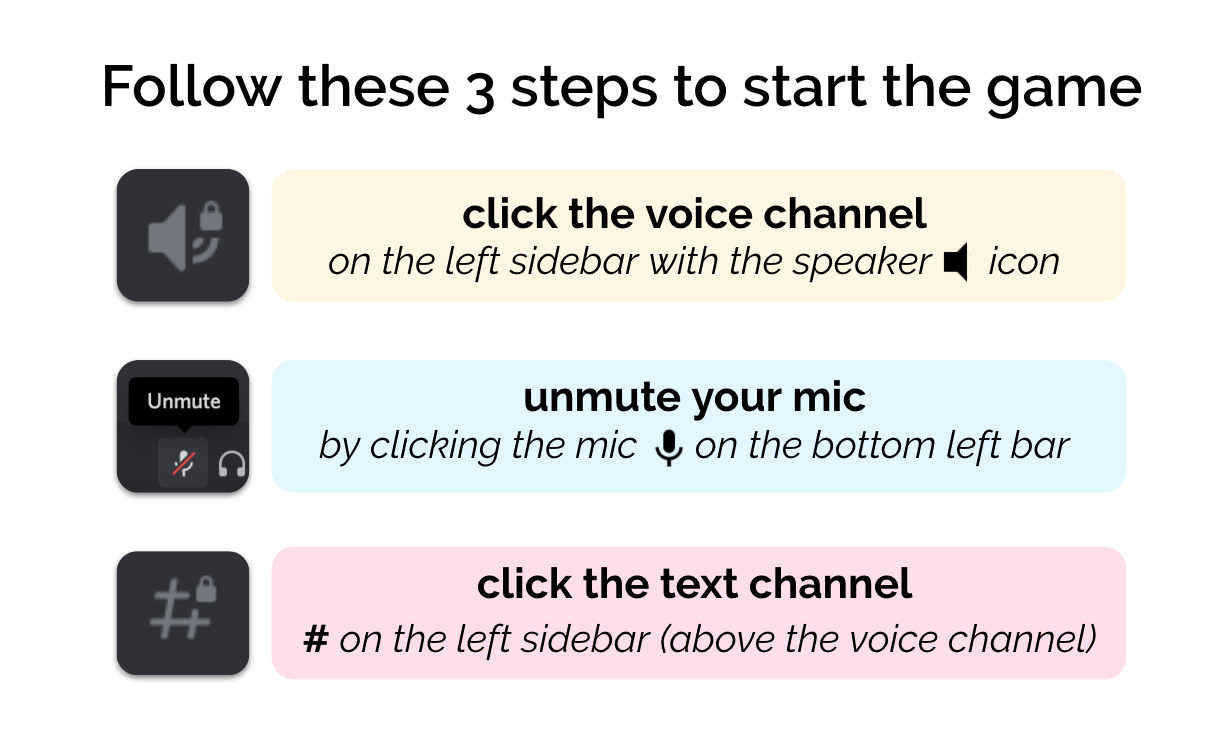 Follow these 3 steps to start the game
click the voice channel
on the left sidebar with the speaker icon
Unmute
unmute your mic
by clicking the mic on the bottom left bar
click the text channel
# on the left sidebar (above the voice channel)